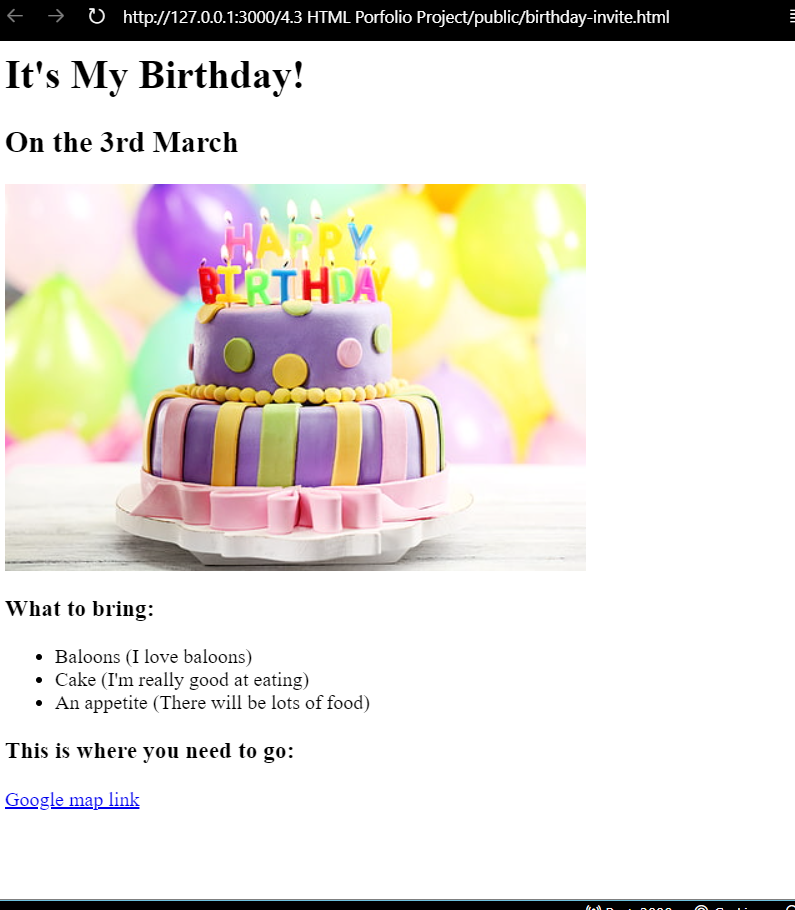 http://127.0.0.1:3000/4.3 HTML Porfolio Project/public/birthday-invite.html
It's My Birthday!
On the 3rd March
HAPPY
BIRTHDAY
What to bring:
Baloons (I love baloons)
Cake (I'm really good at eating)
An appetite (There will be lots of food)
This is where you need to go:
Google map link